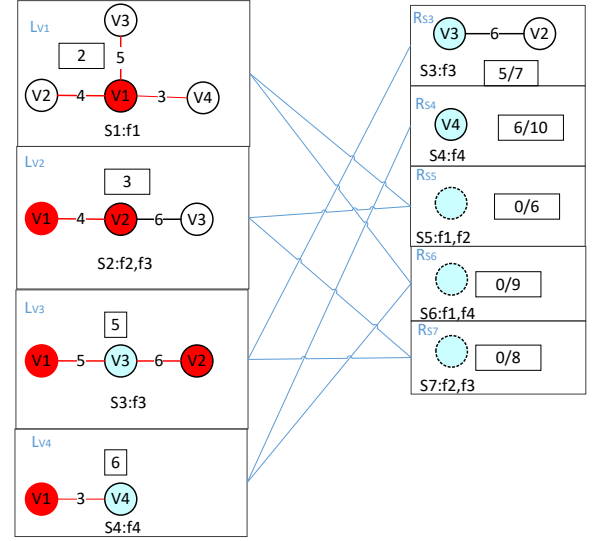 LV1
V3
2
5
V2
4
V1
3
V4
S1:f1
LV2
3
V1
4
V2
6
V3
S2:f2,f3
LV3
5
V1
5
V3
6
V2
S3:f3
LV4
6
V1
3
V4
S4:f4
RS3
V3
6
V2
S3:f3
5/7
RS4
V4
6/10
S4:f4
RS5
0/6
S5:f1,f2
RS6
0/9
S6:f1,f4
RS7
0/8
S7:f2,f3